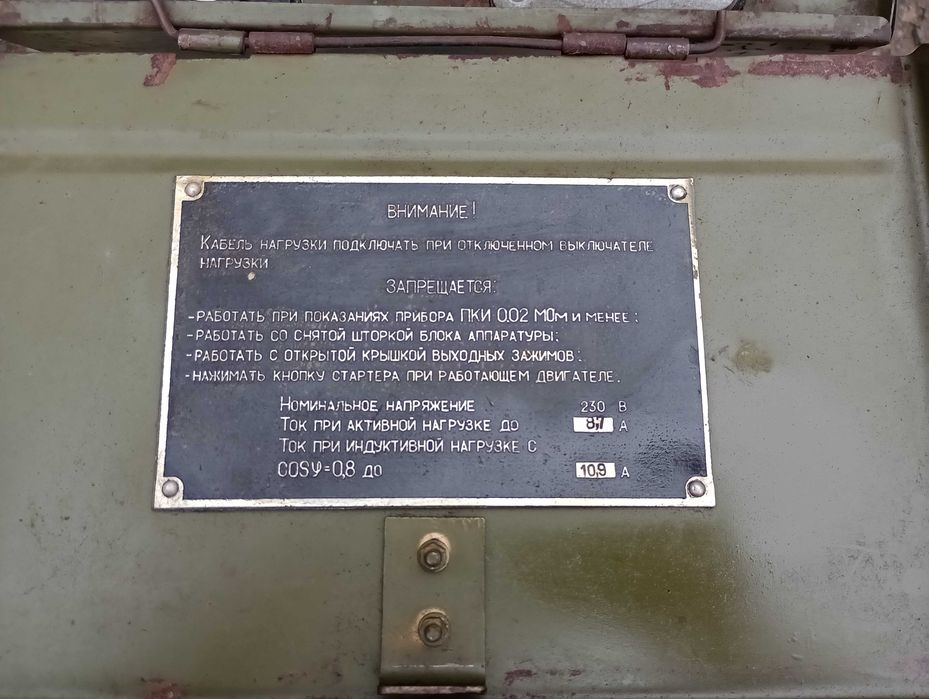 ВНИМАНИЕ!
КАБЕЛЬ НАГРУЗКИ ПОДКЛЮЧАТЬ ПРИ ОТКЛЮЧЕННОМ ВЫКЛЮЧАТЕЛЕ
НАГРУЗКИ
ЗАПРЕЩАЕТСЯ:
-РАБОТАТЬ ПРИ ПОКАЗАНИЯХ ПРИБОРА ПКИ 0.02 МОм И МЕНЕЕ;
-РАБОТАТЬ СО СНЯТОЙ ШТОРКОЙ БЛОКА АППАРАТУРЫ;
-РАБОТАТЬ С ОТКРЫТОЙ КРЫШКОЙ ВЫХОДНЫХ ЗАЖИМОВ;
-НАЖИМАТЬ КНОПКУ СТАРТЕРА ПРИ РАБОТАЮЩЕМ ДВИГАТЕЛЕ.
НОМИНАЛЬНОЕ НАПРЯЖЕНИЕ 230 В
ТОК ПРИ АКТИВНОЙ НАГРУЗКЕ ДО 8,7 А
ТОК ПРИ ИНДУКТИВНОЙ НАГРУЗКЕ С
COSφ=0,8 ДО 10,9 А